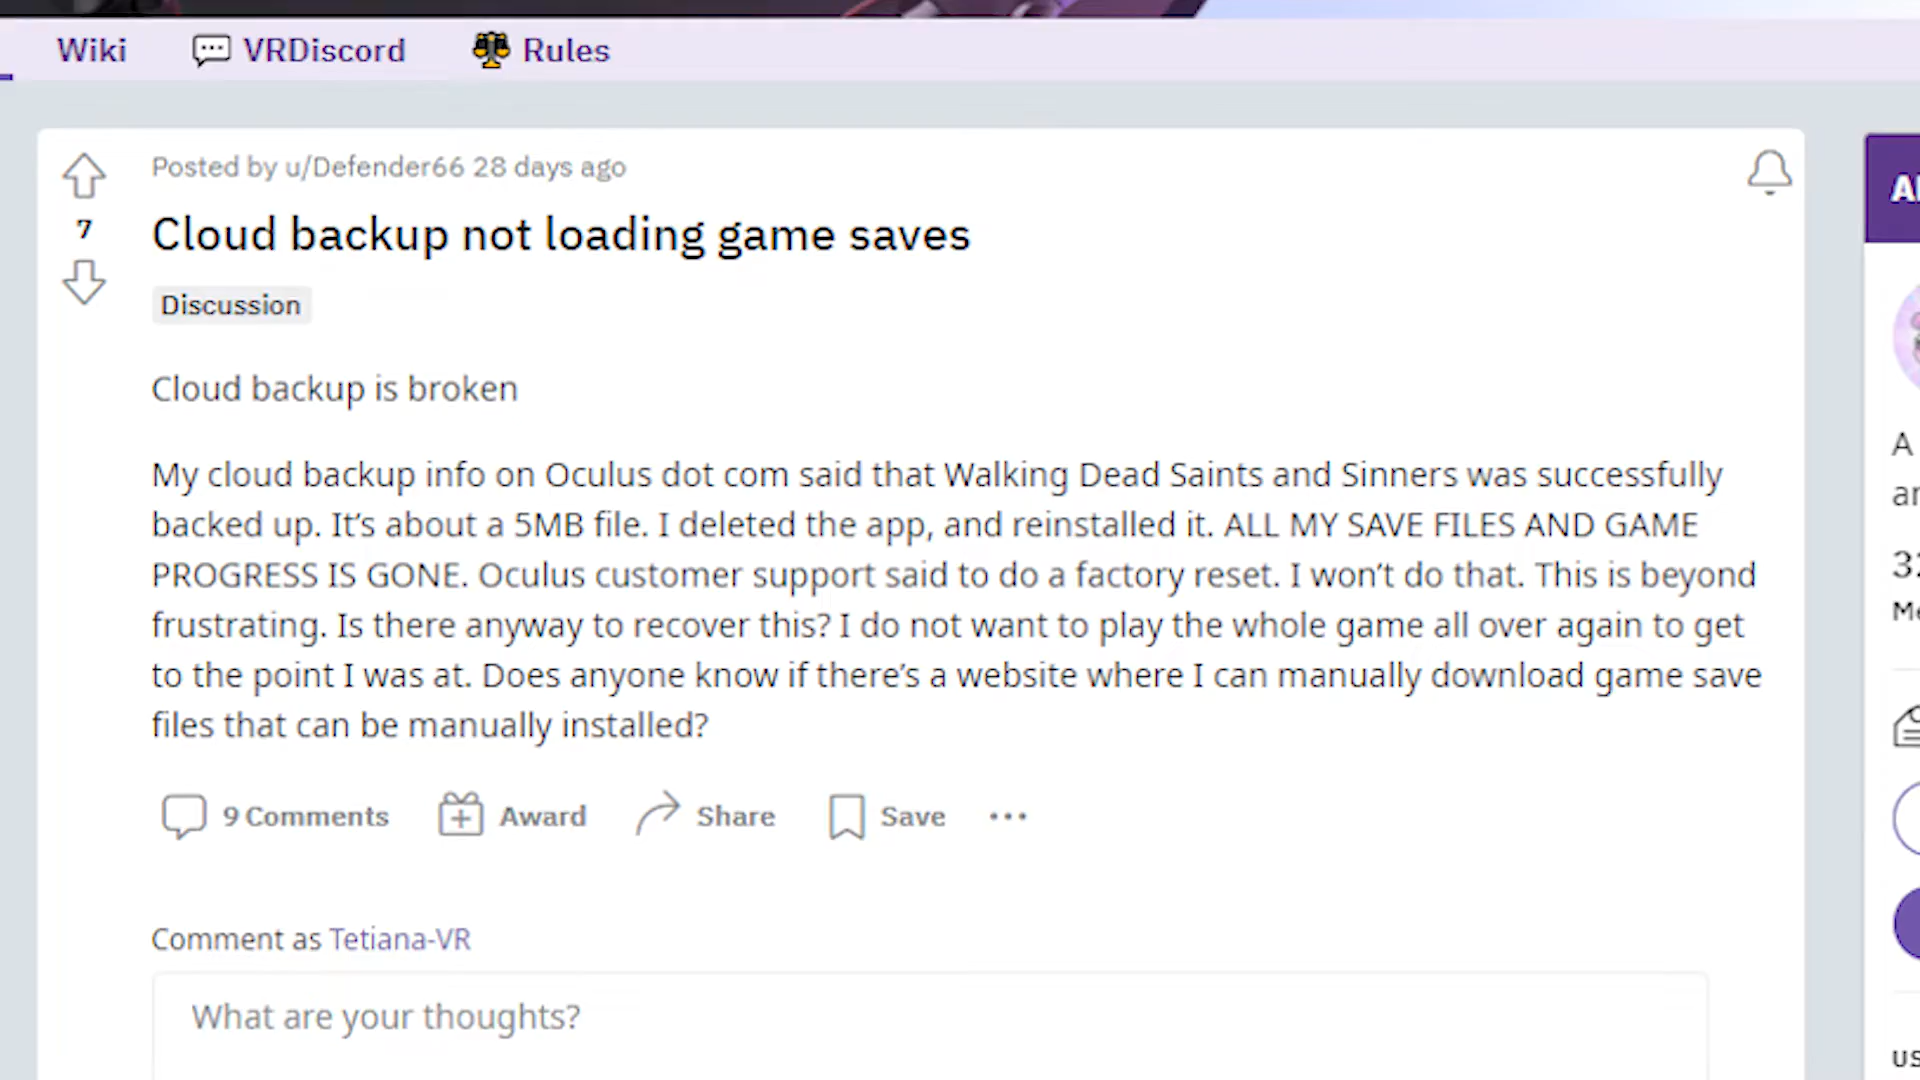 Wiki VRDiscord Rules
Posted by u/Defender66 28 days ago
7
Cloud backup not loading game saves
Discussion
Cloud backup is broken
My cloud backup info on Oculus dot com said that Walking Dead Saints and Sinners was successfully
backed up. It's about a 5MB file. I deleted the app, and reinstalled it. ALL MY SAVE FILES AND GAME
PROGRESS IS GONE. Oculus customer support said to do a factory reset. I won't do that. This is beyond
frustrating. Is there anyway to recover this? I do not want to play the whole game all over again to get
to the point I was at. Does anyone know if there's a website where I can manually download game save
files that can be manually installed?
9 Comments Award Share Save
Comment as Tetiana-VR
What are your thoughts?
A